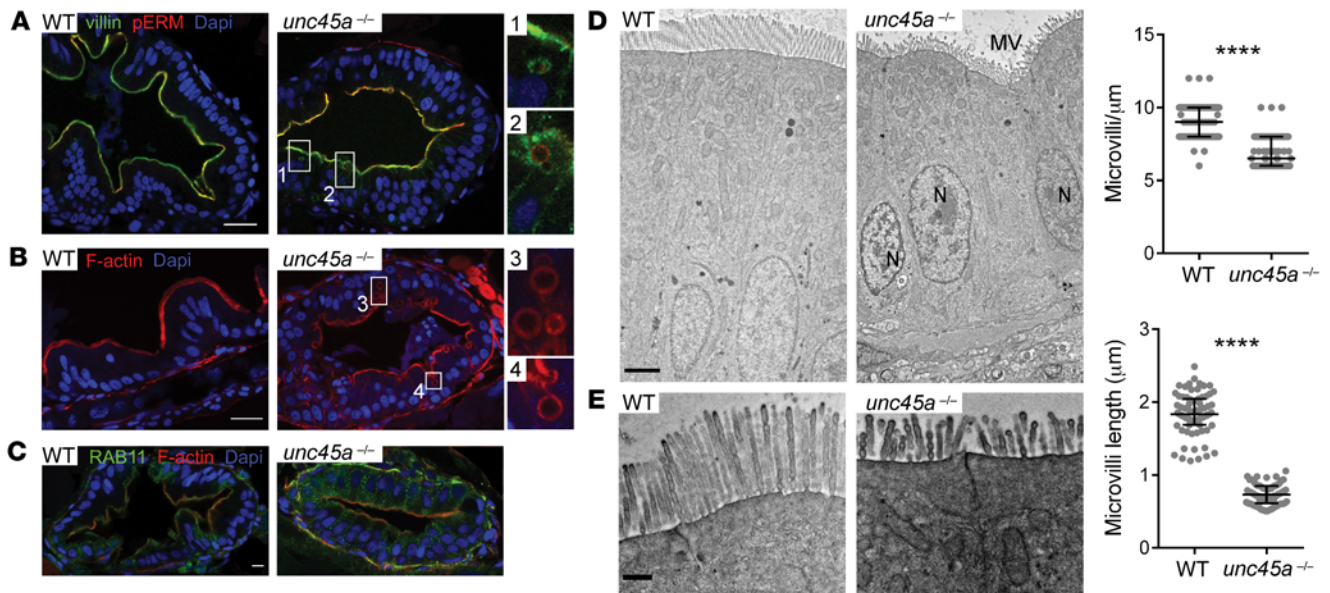 A WT villin pERM Dapi
unc45a –/–
1
1
2
2
B WT F-actin Dapi
unc45a –/–
3
3
4
4
C WT RAB11 F-actin Dapi
unc45a –/–
D WT
unc45a –/–
MV
N
N
N
E WT
unc45a –/–
****
Microvilli/μm
15
10
5
0
WT unc45a –/–
****
Microvilli length (μm)
3
2
1
0
WT unc45a –/–